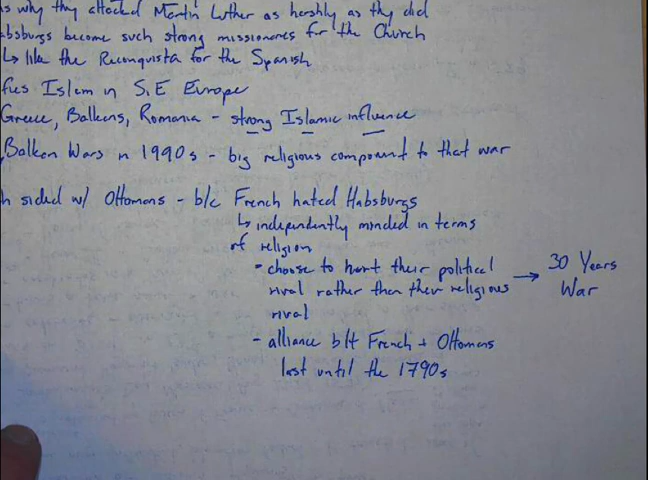 is why they attacked Martin Luther as harshly as they did
absburgs become such strong missionaries for the Church
↳ like the Reconquista for the Spanish
fies Islam in S.E Europe
Greece, Balkans, Romania - strong Islamic influence
Balkan Wars in 1990s - big religious component to that war
h sided w/ Ottomans - b/c French hated Habsburgs
↳ independently minded in terms
of religion
- choose to hurt their political
rival rather than their religious → 30 Years War
rival
- alliance b/t French + Ottomans
last until the 1790s